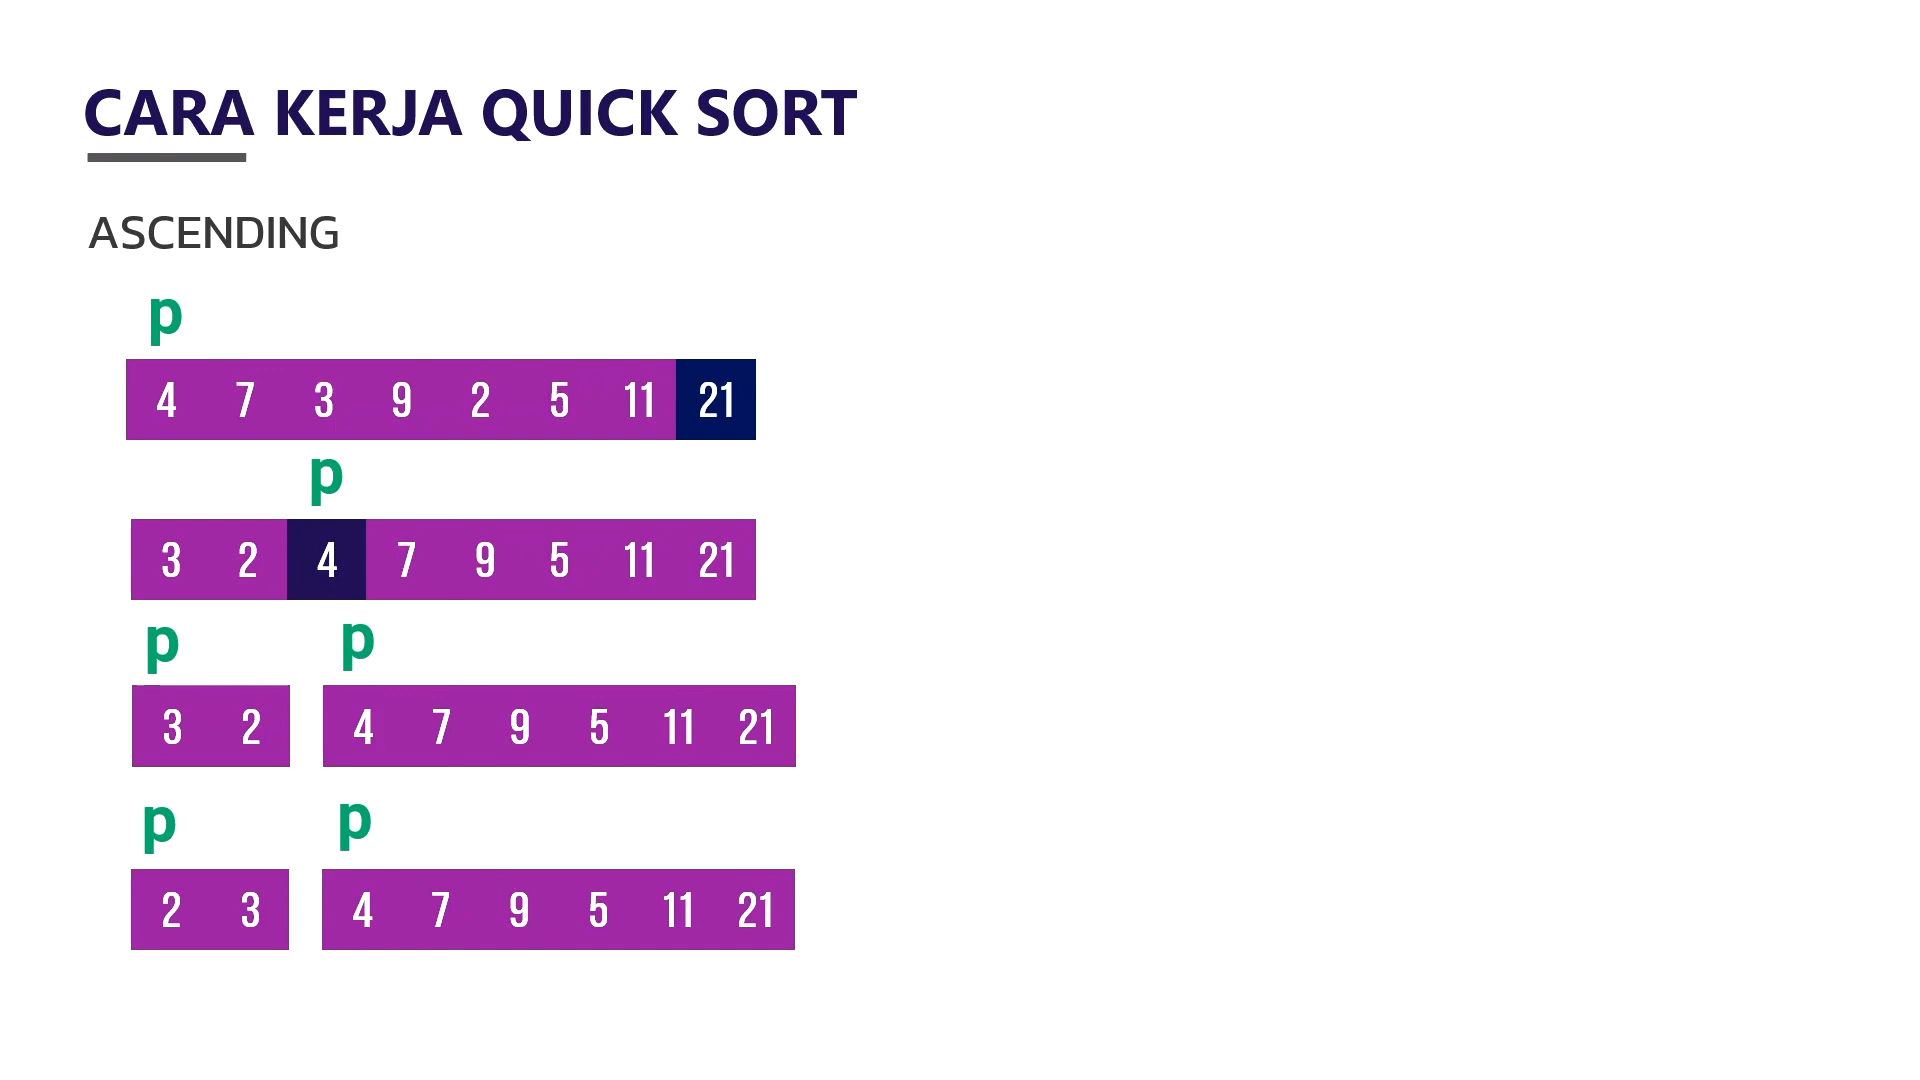 CARA KERJA QUICK SORT
ASCENDING
p
4 7 3 9 2 5 11 21
p
3 2 4 7 9 5 11 21
p p
3 2 4 7 9 5 11 21
p p
2 3 4 7 9 5 11 21